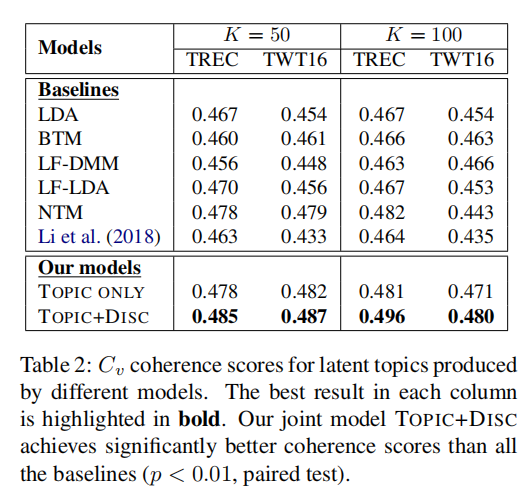 Models K = 50 K = 100
TREC TWT16 TREC TWT16
Baselines
LDA 0.467 0.454 0.467 0.454
BTM 0.460 0.461 0.466 0.463
LF-DMM 0.456 0.448 0.463 0.466
LF-LDA 0.470 0.456 0.467 0.453
NTM 0.478 0.479 0.482 0.443
Li et al. (2018) 0.463 0.433 0.464 0.435
Our models
TOPIC ONLY 0.478 0.482 0.481 0.471
TOPIC+DISC 0.485 0.487 0.496 0.480
Table 2: Cv coherence scores for latent topics produced
by different models. The best result in each column
is highlighted in bold. Our joint model TOPIC+DISC
achieves significantly better coherence scores than all
the baselines (p < 0.01, paired test).